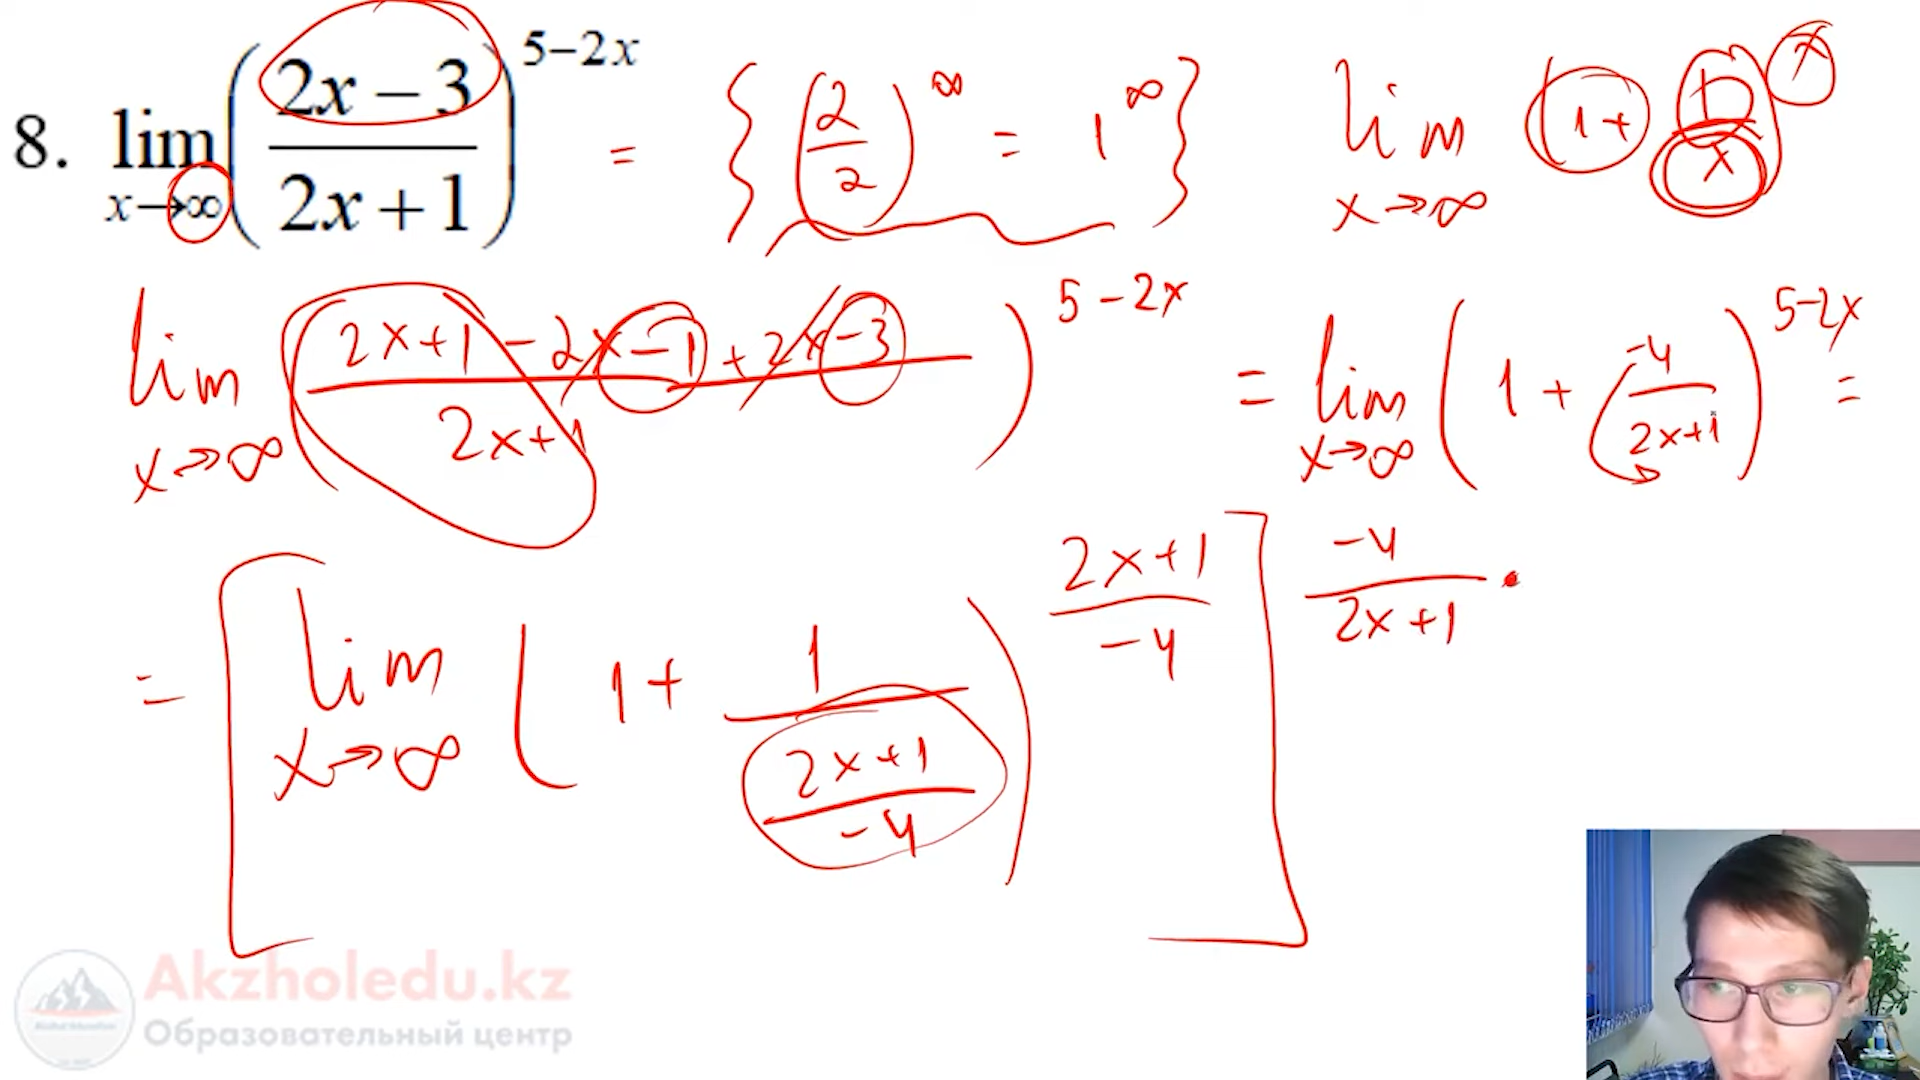 8. lim x→∞ ((2x − 3)/(2x + 1))^(5−2x) = { (2/2)^∞ = 1^∞ } lim x→∞ (1 + 1/x)^x
lim x→∞ ((2x+1 − 2x − 1 + 2x − 3)/(2x+1))^(5−2x) = lim x→∞ (1 + −4/(2x+1))^(5−2x) =
= [lim x→∞ (1 + 1/((2x+1)/−4))^((2x+1)/−4)]^(−4/(2x+1) ·
Akzholedu.kz
Образовательный центр